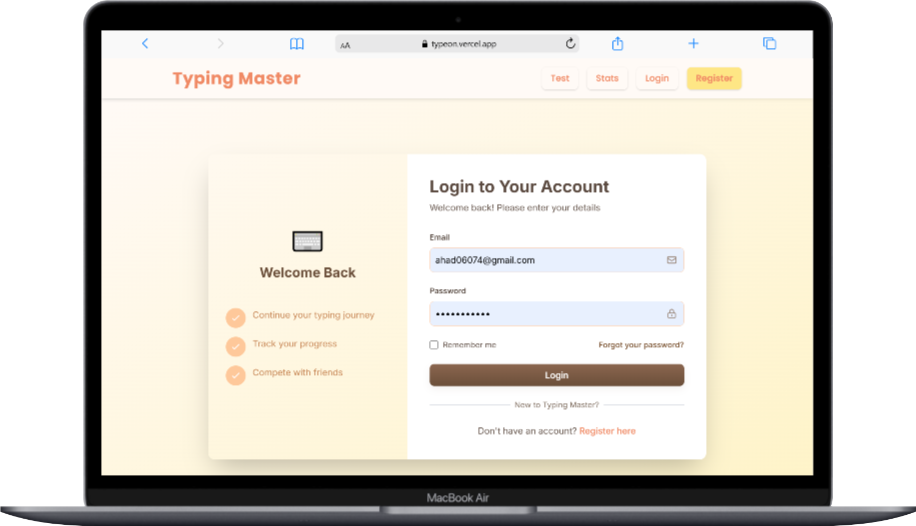 AA typeon.vercel.app
Typing Master
Test Stats Login Register
Login to Your Account
Welcome back! Please enter your details
Email
ahad06074@gmail.com
Password
Remember me Forgot your password?
Login
New to Typing Master?
Don't have an account? Register here
Welcome Back
Continue your typing journey
Track your progress
Compete with friends
MacBook Air